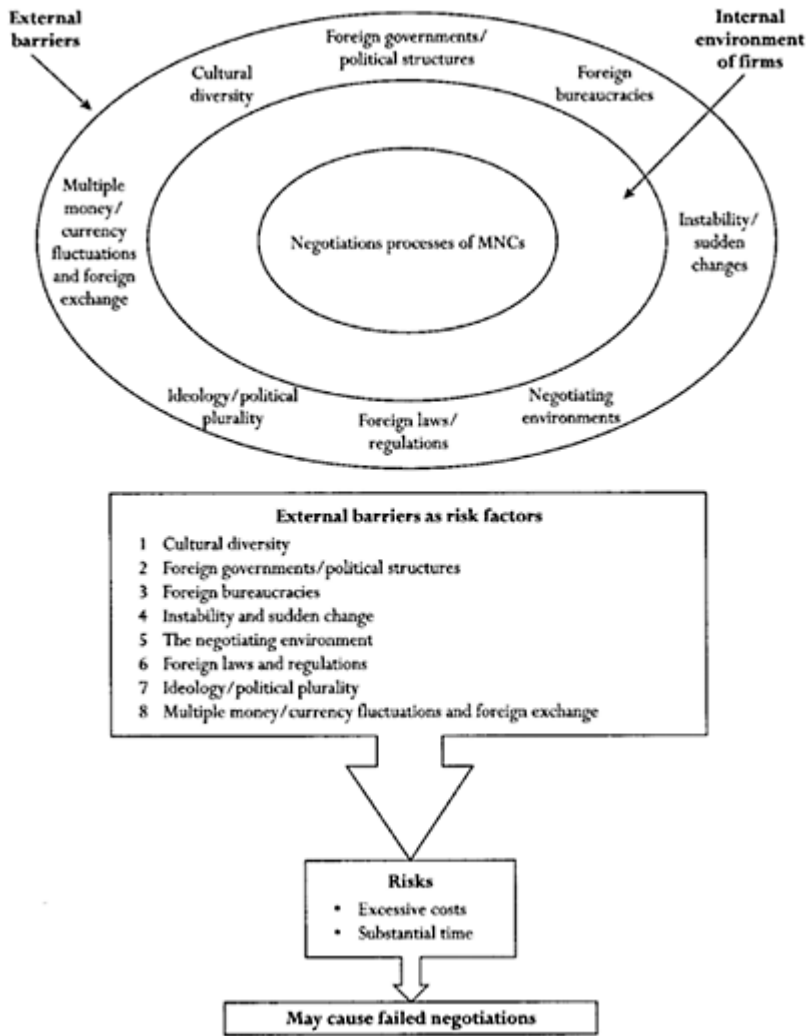 External
barriers
Foreign governments/
political structures
Internal
environment
of firms
Cultural
diversity
Foreign
bureaucracies
Multiple
money/
currency
fluctuations
and foreign
exchange
Negotiations processes of MNCs
Instability/
sudden
changes
Ideology/political
plurality
Foreign laws/
regulations
Negotiating
environments
External barriers as risk factors
1 Cultural diversity
2 Foreign governments/political structures
3 Foreign bureaucracies
4 Instability and sudden change
5 The negotiating environment
6 Foreign laws and regulations
7 Ideology/political plurality
8 Multiple money/currency fluctuations and foreign exchange
Risks
• Excessive costs
• Substantial time
May cause failed negotiations